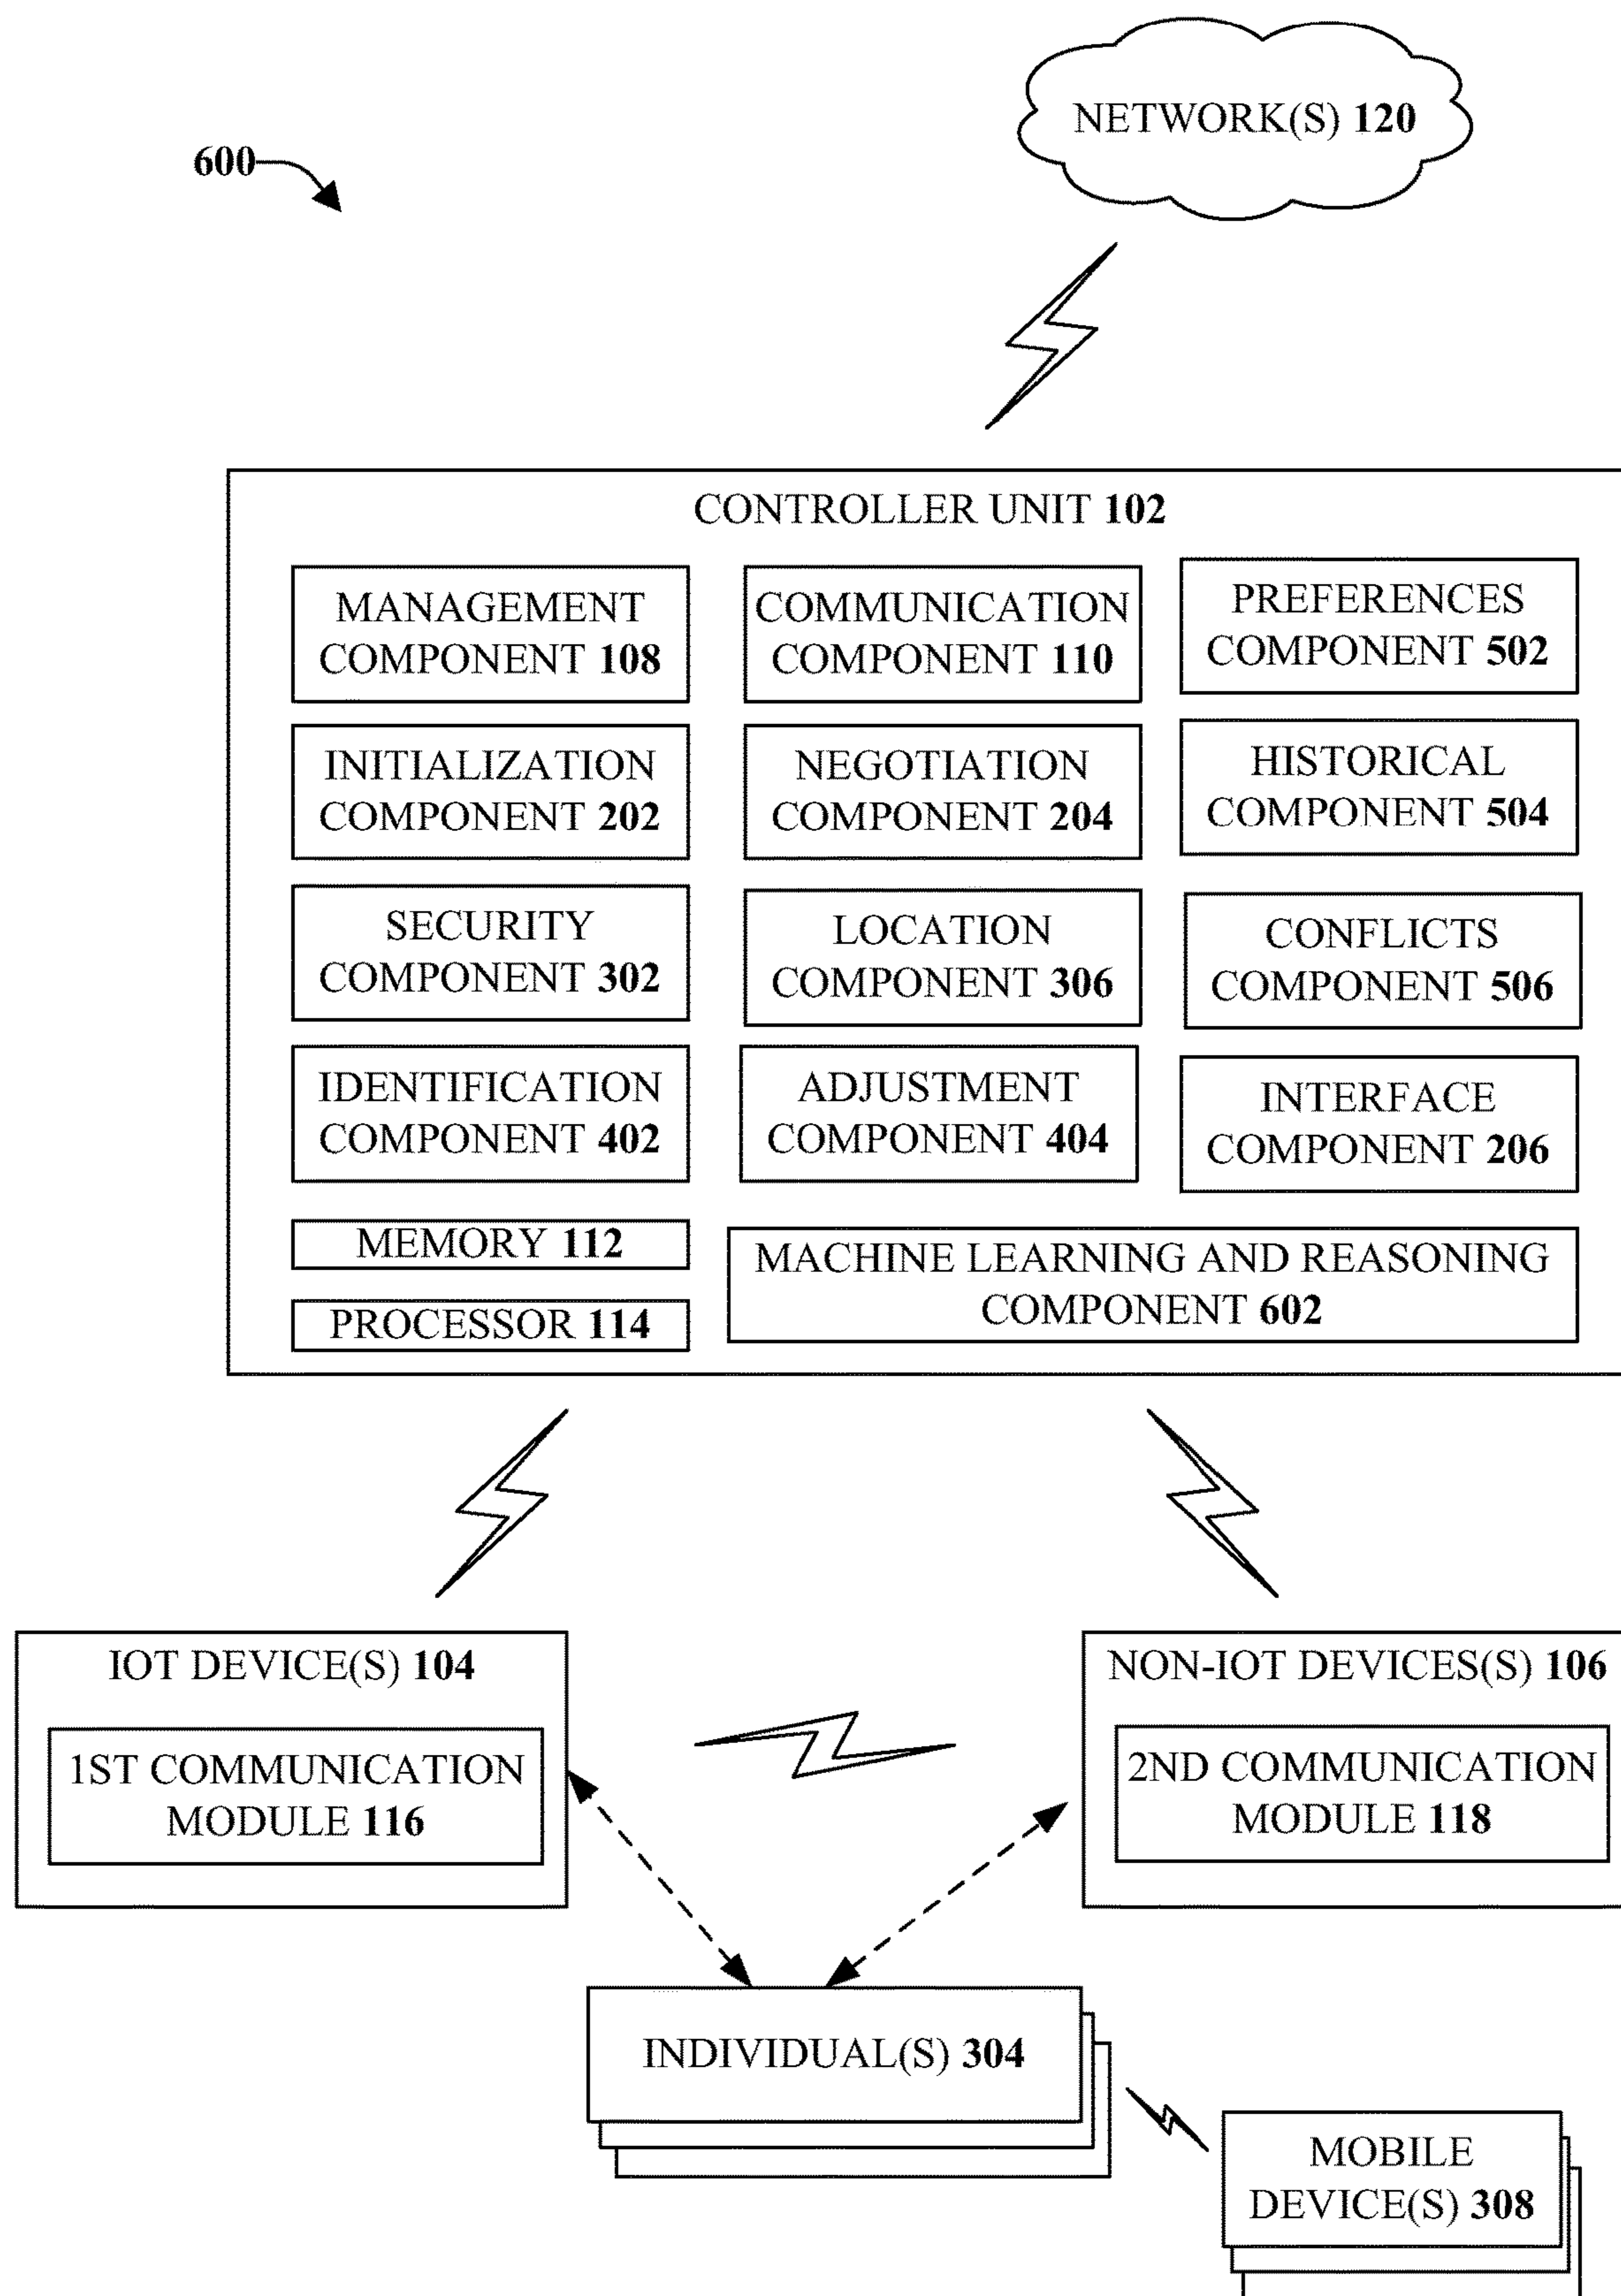 NETWORK(S) 120
600
CONTROLLER UNIT 102
MANAGEMENT
COMPONENT 108
COMMUNICATION
COMPONENT 110
PREFERENCES
COMPONENT 502
INITIALIZATION
COMPONENT 202
NEGOTIATION
COMPONENT 204
HISTORICAL
COMPONENT 504
SECURITY
COMPONENT 302
LOCATION
COMPONENT 306
CONFLICTS
COMPONENT 506
IDENTIFICATION
COMPONENT 402
ADJUSTMENT
COMPONENT 404
INTERFACE
COMPONENT 206
MEMORY 112
PROCESSOR 114
MACHINE LEARNING AND REASONING
COMPONENT 602
IOT DEVICE(S) 104
1ST COMMUNICATION
MODULE 116
NON-IOT DEVICES(S) 106
2ND COMMUNICATION
MODULE 118
INDIVIDUAL(S) 304
MOBILE
DEVICE(S) 308